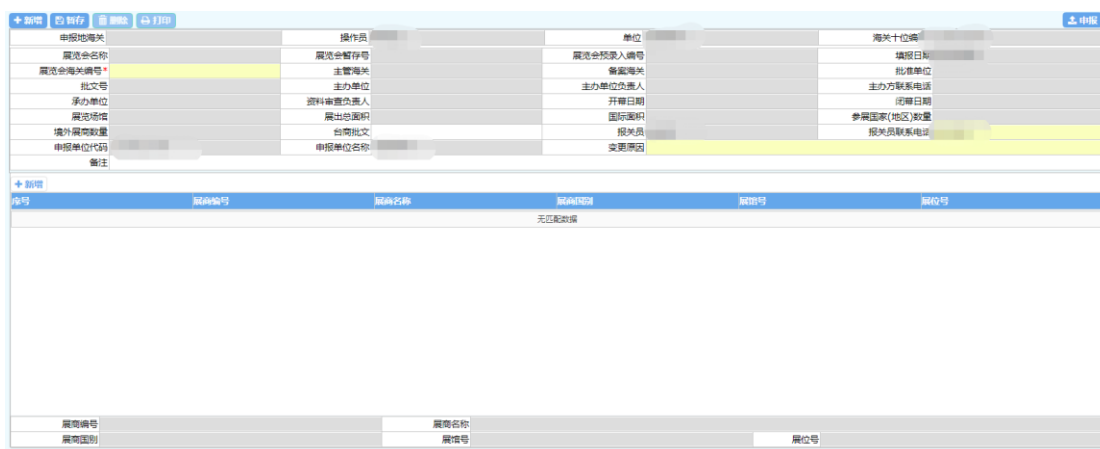 新增 暂存 删除 打印 申报
申报地海关 操作员 单位 海关十位编
展览会名称 展览会暂存号 展览会预录入编号 填报日期
展览会海关编号* 主管海关 备案海关 批准单位
批文号 主办单位 主办单位负责人 主办方联系电话
承办单位 资料审查负责人 开幕日期 闭幕日期
展览场馆 展出总面积 国际面积 参展国家(地区)数量
境外展商数量 台商批文 报关员 报关员联系电话
申报单位代码 申报单位名称 变更原因
备注
新增
序号 展商编号 展商名称 展商国别 展馆号 展位号
无匹配数据
展商编号 展商名称
展商国别 展馆号 展位号